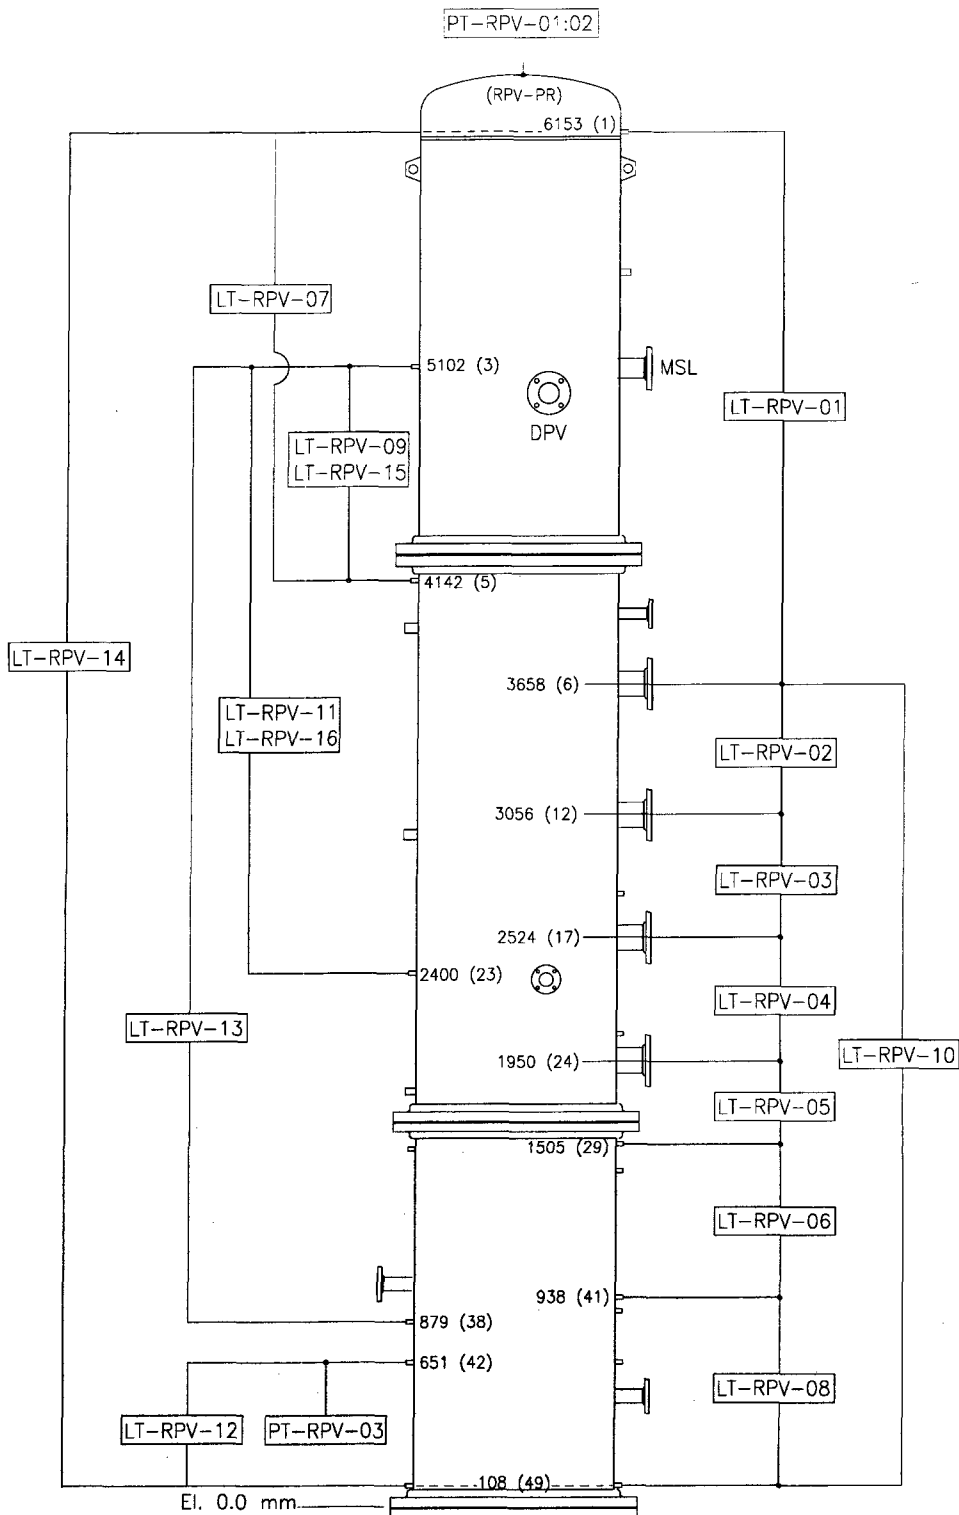 PT-RPV-01:02
(RPV-PR)
6153 (1)
LT-RPV-07
5102 (3)
MSL
LT-RPV-01
DPV
LT-RPV-09
LT-RPV-15
4142 (5)
LT-RPV-14
3658 (6)
LT-RPV-11
LT-RPV-16
LT-RPV-02
3056 (12)
LT-RPV-03
2524 (17)
2400 (23)
LT-RPV-04
LT-RPV-13
LT-RPV-10
1950 (24)
LT-RPV-05
1505 (29)
LT-RPV-06
938 (41)
879 (38)
651 (42)
LT-RPV-08
LT-RPV-12
PT-RPV-03
108 (49)
El. 0.0 mm